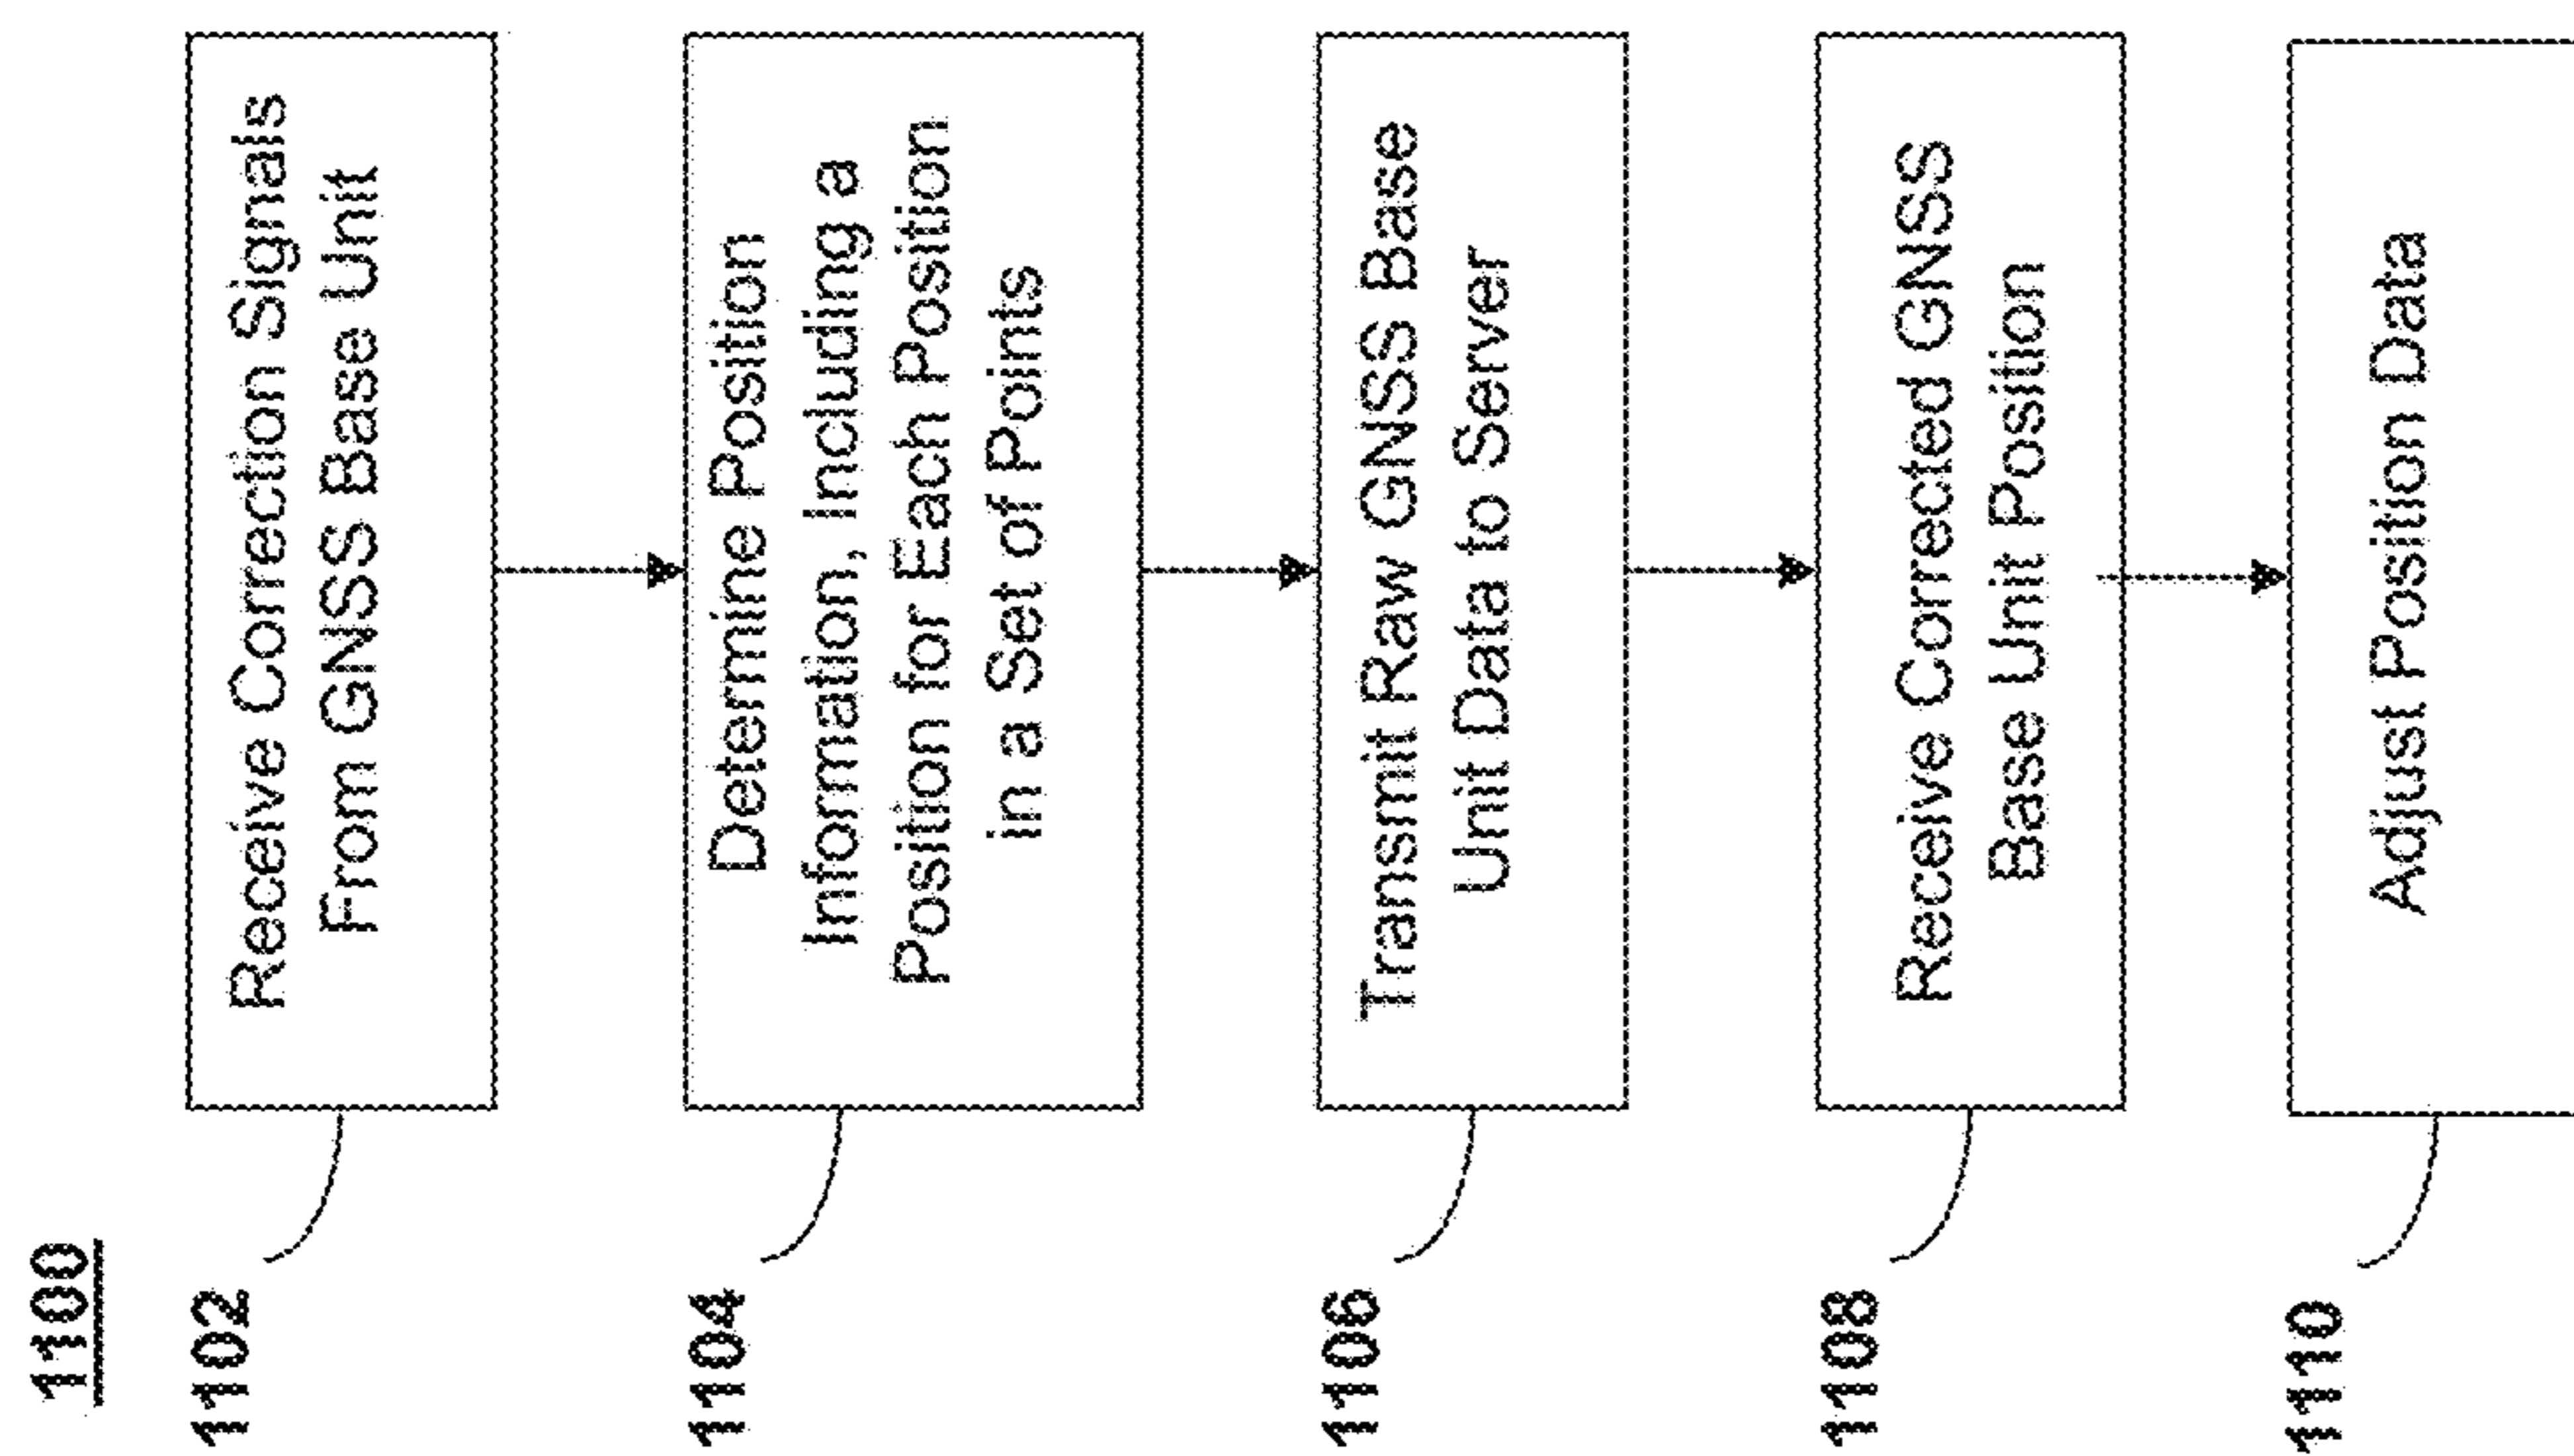 1100
1102
Receive Correction Signals
From GNSS Base Unit
1104
Determine Position
Information, Including a
Position for Each Position
in a Set of Points
1106
Transmit Raw GNSS Base
Unit Data to Server
1108
Receive Corrected GNSS
Base Unit Position
1110
Adjust Position Data